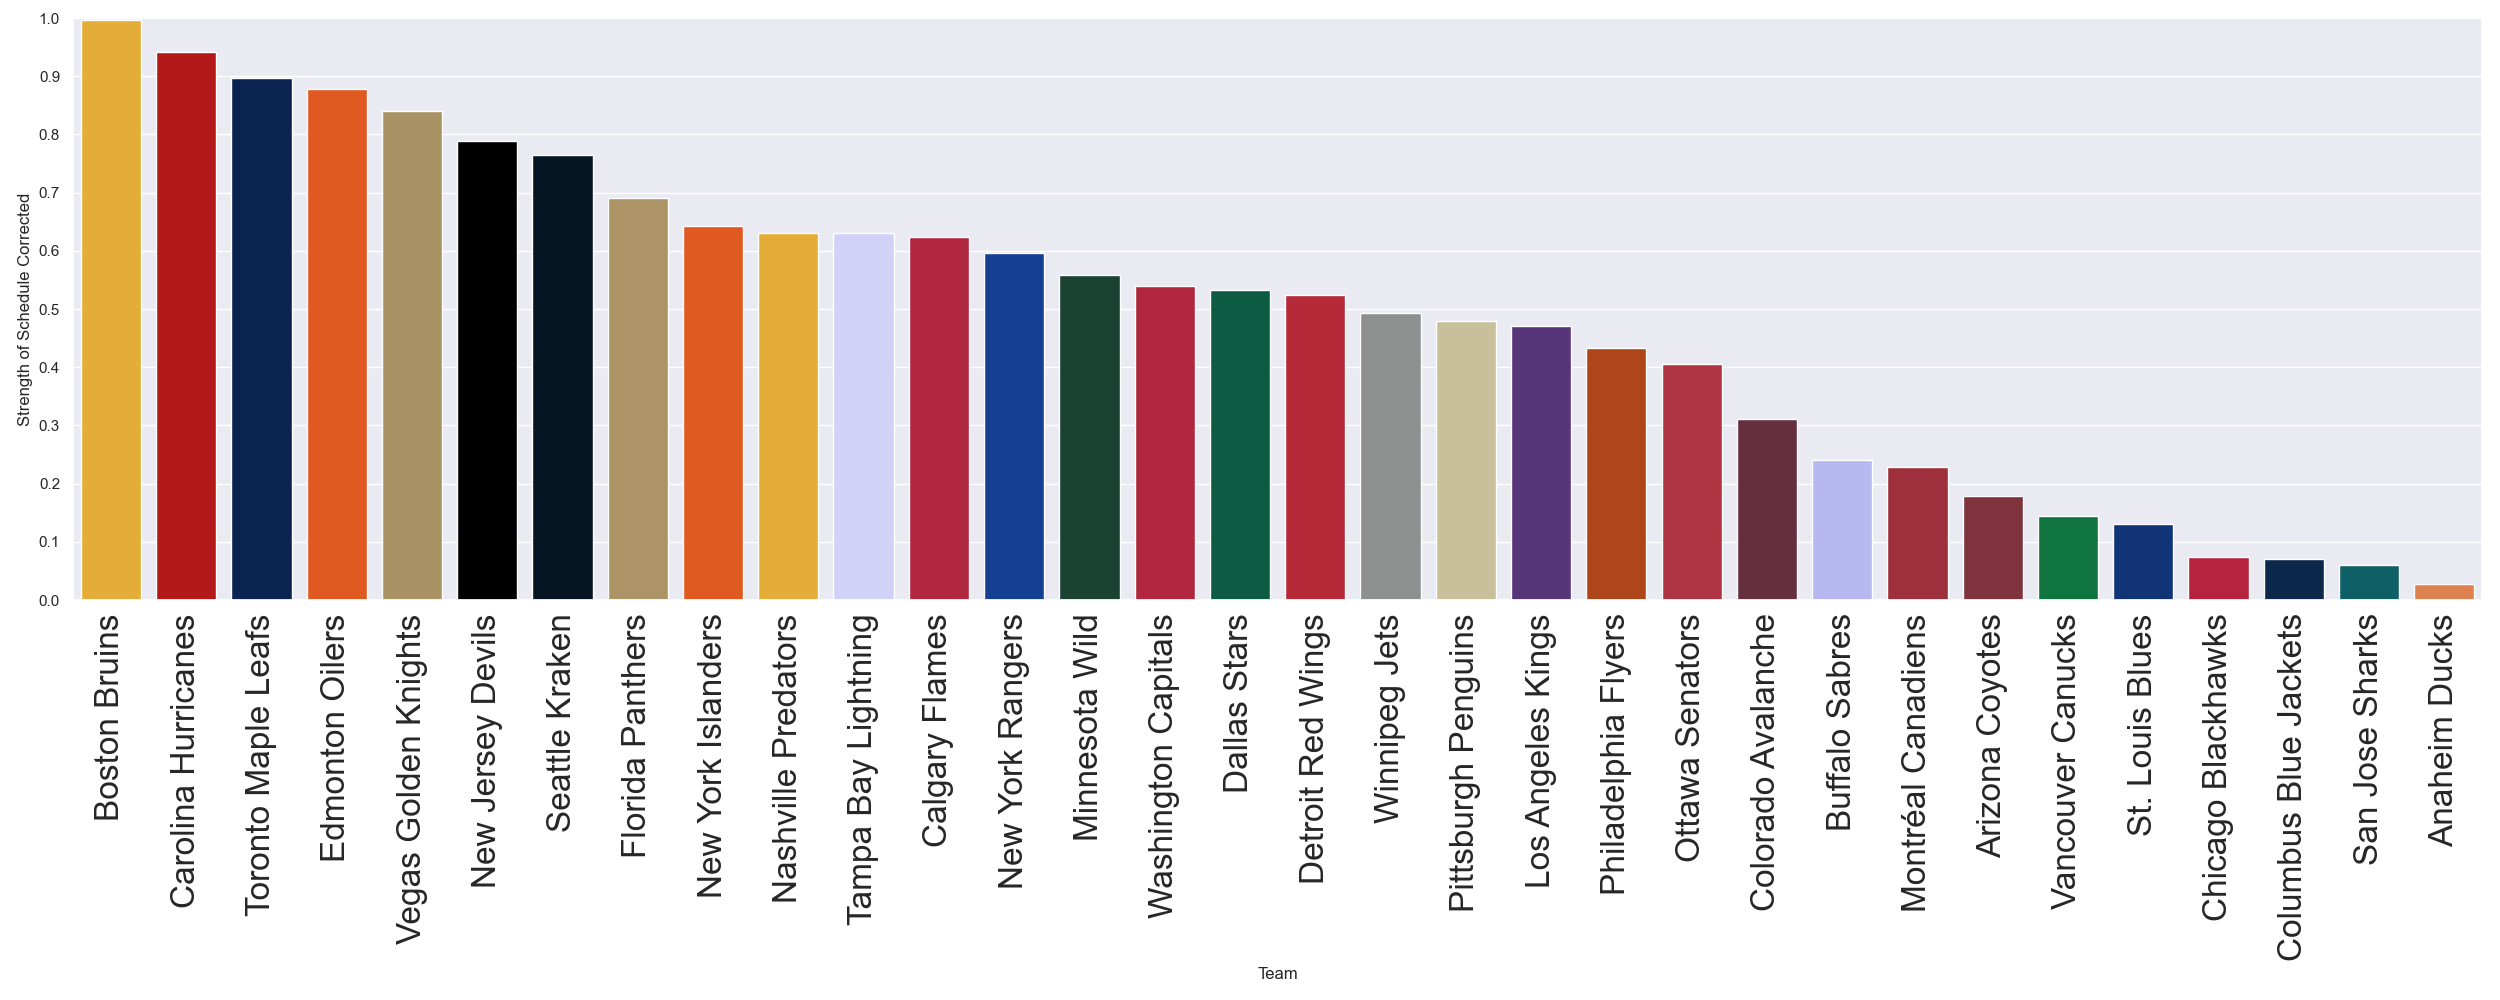 1.0
0.9
0.8
0.7
0.6
0.5
0.4
0.3
0.2
0.1
0.0
Strength of Schedule Corrected
Boston Bruins
Carolina Hurricanes
Toronto Maple Leafs
Edmonton Oilers
Vegas Golden Knights
New Jersey Devils
Seattle Kraken
Florida Panthers
New York Islanders
Nashville Predators
Tampa Bay Lightning
Calgary Flames
New York Rangers
Minnesota Wild
Washington Capitals
Dallas Stars
Detroit Red Wings
Winnipeg Jets
Pittsburgh Penguins
Los Angeles Kings
Philadelphia Flyers
Ottawa Senators
Colorado Avalanche
Buffalo Sabres
Montréal Canadiens
Arizona Coyotes
Vancouver Canucks
St. Louis Blues
Chicago Blackhawks
Columbus Blue Jackets
San Jose Sharks
Anaheim Ducks
Team